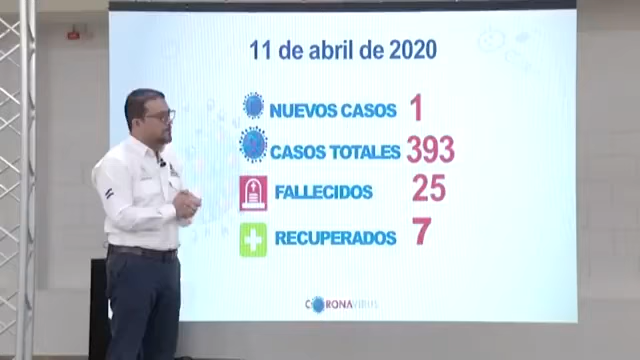 11 de abril de 2020
NUEVOS CASOS 1
CASOS TOTALES 393
FALLECIDOS 25
RECUPERADOS 7
CORONAVIRUS